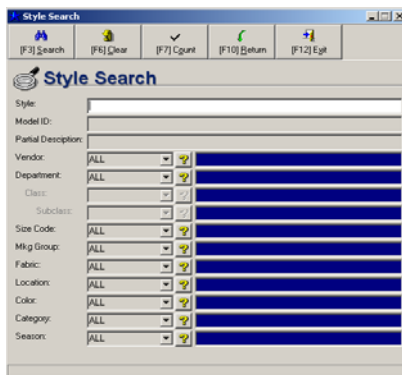 Style Search
[F3] Search [F6] Clear [F7] Count [F10] Return [F12] Exit
Style Search
Style:
Model ID:
Partial Desciption:
Vendor: ALL ?
Department: ALL ?
Class: ?
Subclass: ?
Size Code: ALL ?
Mkg Group: ALL ?
Fabric: ALL ?
Location: ALL ?
Color: ALL ?
Category: ALL ?
Season: ALL ?